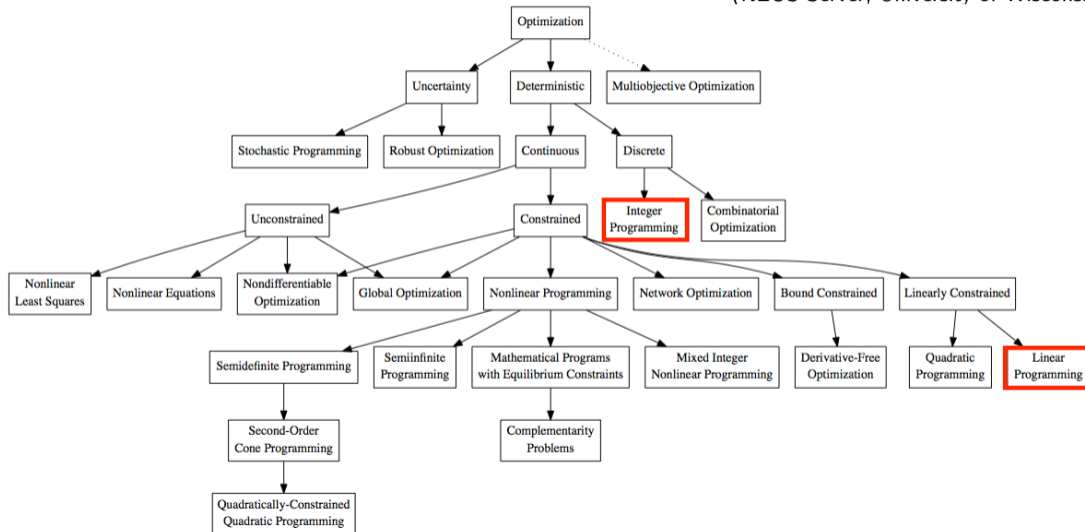 Optimization
Uncertainty
Deterministic
Multiobjective Optimization
Stochastic Programming
Robust Optimization
Continuous
Discrete
Unconstrained
Constrained
Integer
Programming
Combinatorial
Optimization
Nonlinear
Least Squares
Nonlinear Equations
Nondifferentiable
Optimization
Global Optimization
Nonlinear Programming
Network Optimization
Bound Constrained
Linearly Constrained
Semidefinite Programming
Semiinfinite
Programming
Mathematical Programs
with Equilibrium Constraints
Mixed Integer
Nonlinear Programming
Derivative-Free
Optimization
Quadratic
Programming
Linear
Programming
Second-Order
Cone Programming
Complementarity
Problems
Quadratically-Constrained
Quadratic Programming